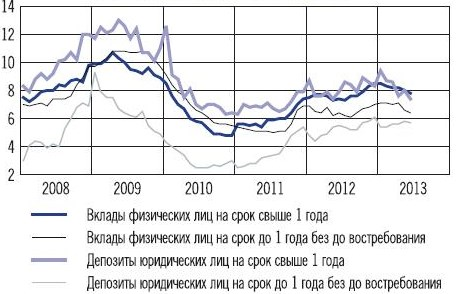 14
12
10
8
6
4
2
2008 2009 2010 2011 2012 2013
Вклады физических лиц на срок свыше 1 года
Вклады физических лиц на срок до 1 года без до востребования
Депозиты юридических лиц на срок свыше 1 года
Депозиты юридических лиц на срок до 1 года без до востребования